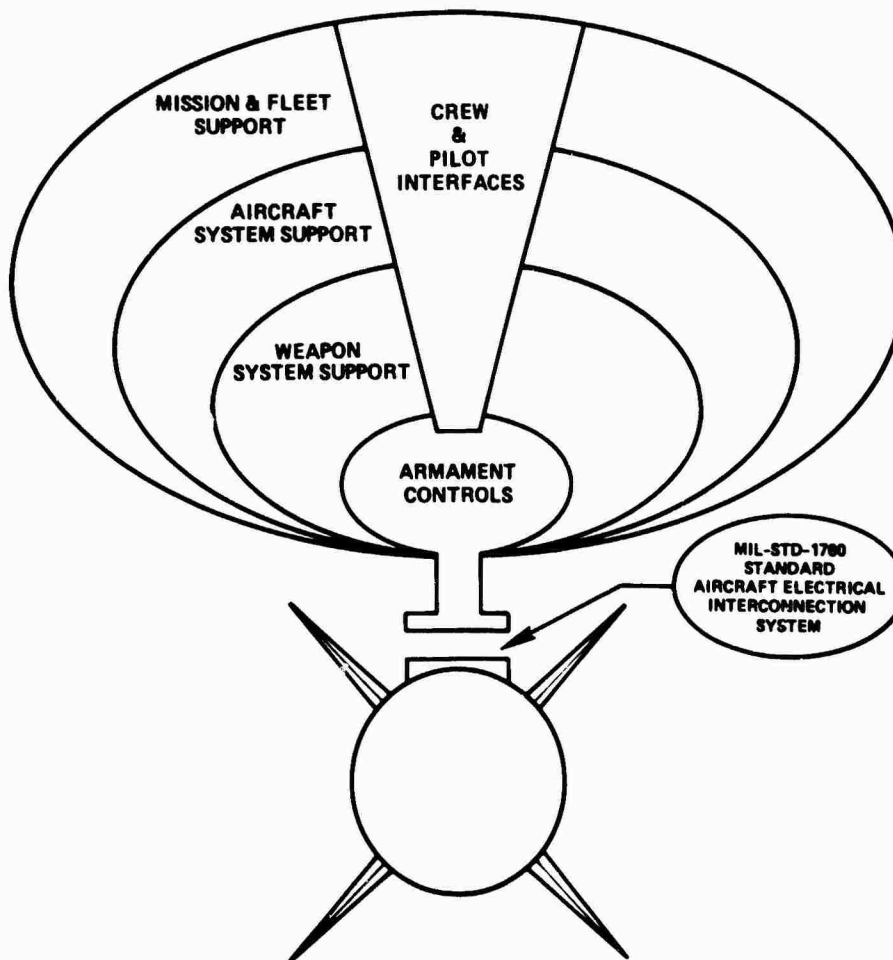 MISSION & FLEET
SUPPORT
CREW
&
PILOT
INTERFACES
AIRCRAFT
SYSTEM SUPPORT
WEAPON
SYSTEM SUPPORT
ARMAMENT
CONTROLS
MIL-STD-1760
STANDARD
AIRCRAFT ELECTRICAL
INTERCONNECTION
SYSTEM